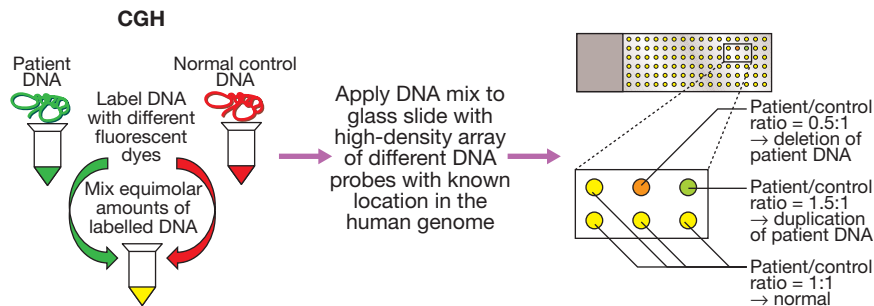 CGH
Patient
DNA
Normal control
DNA
Label DNA
with different
fluorescent
dyes
Mix equimolar
amounts of
labelled DNA
Apply DNA mix to
glass slide with
high-density array
of different DNA
probes with known
location in the
human genome
Patient/control
ratio = 0.5:1
→ deletion of
patient DNA
Patient/control
ratio = 1.5:1
→ duplication
of patient DNA
Patient/control
ratio = 1:1
→ normal